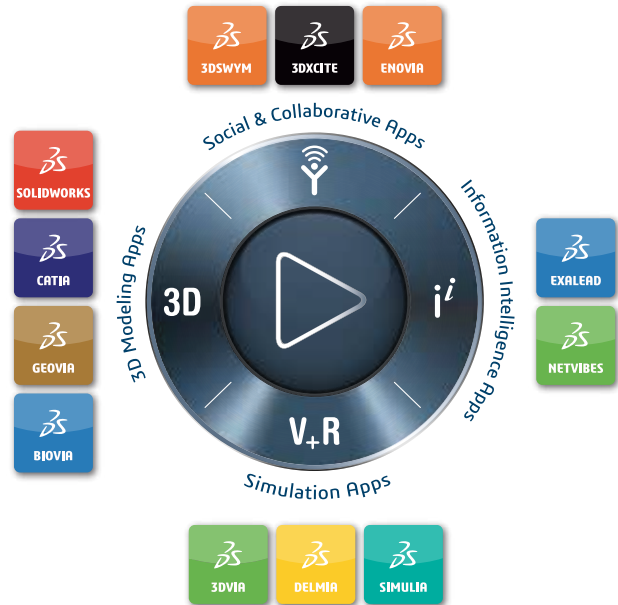 3DSWYM
3DXCITE
ENOVIA
Social & Collaborative Apps
SOLIDWORKS
CATIA
GEOVIA
BIOVIA
3D Modeling Apps
3D
i i
Information Intelligence Apps
EXALEAD
NETVIBES
V+R
Simulation Apps
3DVIA
DELMIA
SIMULIA